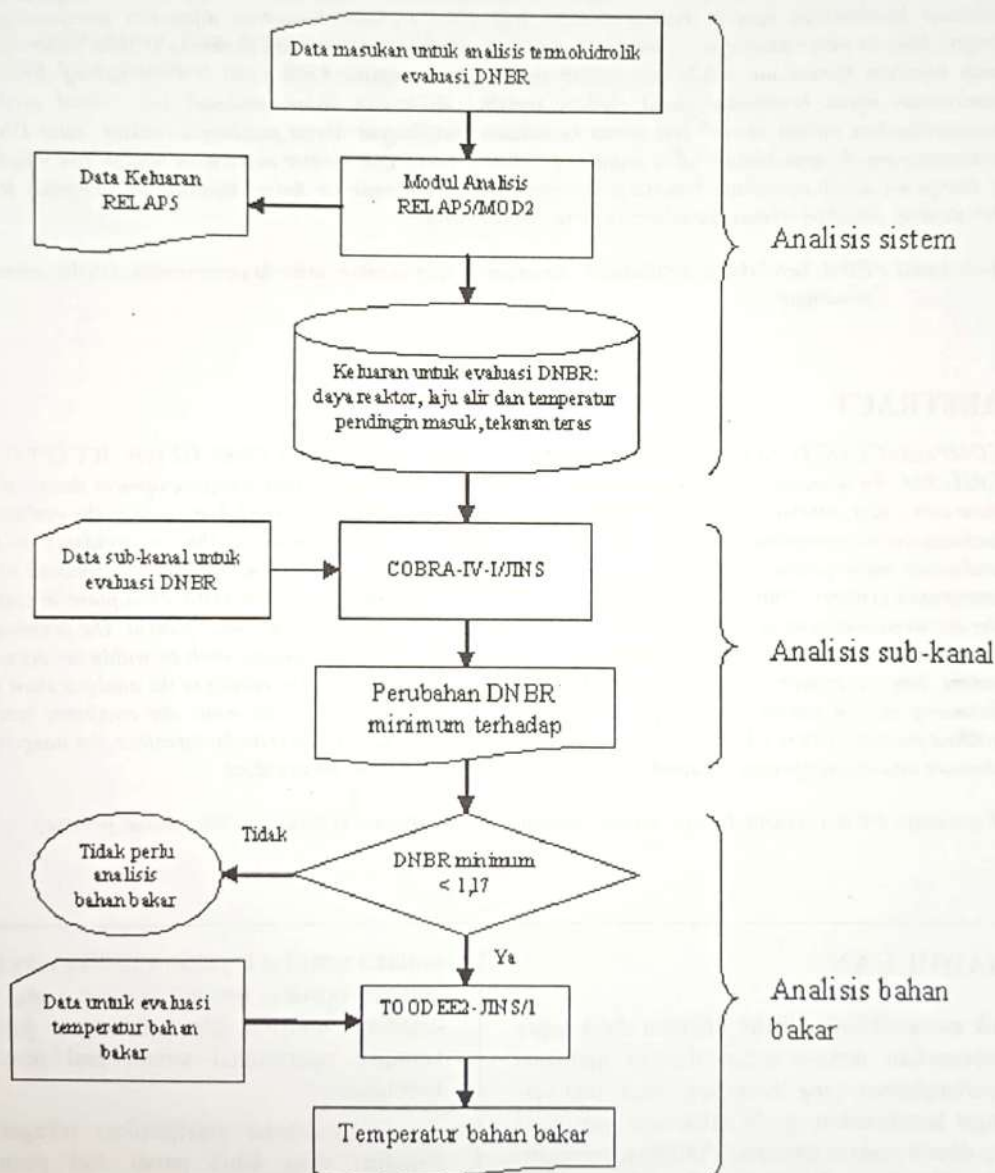 Data masukan untuk analisis termohidrolik
evaluasi DNBR
Data Keluaran
RELAP5
Modul Analisis
RELAP5/MOD2
Analisis sistem
Keluaran untuk evaluasi DNBR:
daya reaktor, laju alir dan temperatur
pendingin masuk, tekanan teras
Data sub-kanal untuk
evaluasi DNBR
COBRA-IV-I/JINS
Analisis sub-kanal
Perubahan DNBR
minimum terhadap
Tidak
Tidak perlu
analisis
bahan bakar
DNBR minimum
< 1,17
Ya
Data untuk evaluasi
temperatur bahan
bakar
TOODEE2-JINS/1
Analisis bahan
bakar
Temperatur bahan bakar